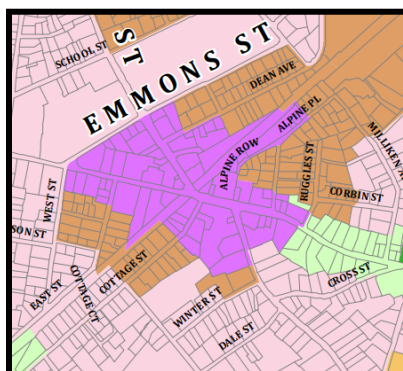 SCHOOL ST
ST
EMMONS ST
DEAN AVE
ALPINE PL
MILLIKEN A
ALPINE ROW
RUGGLES ST
CORBIN ST
WEST ST
SON ST
EAST ST
COTTAGE CT
COTTAGE ST
WINTER ST
DALE ST
CROSS ST